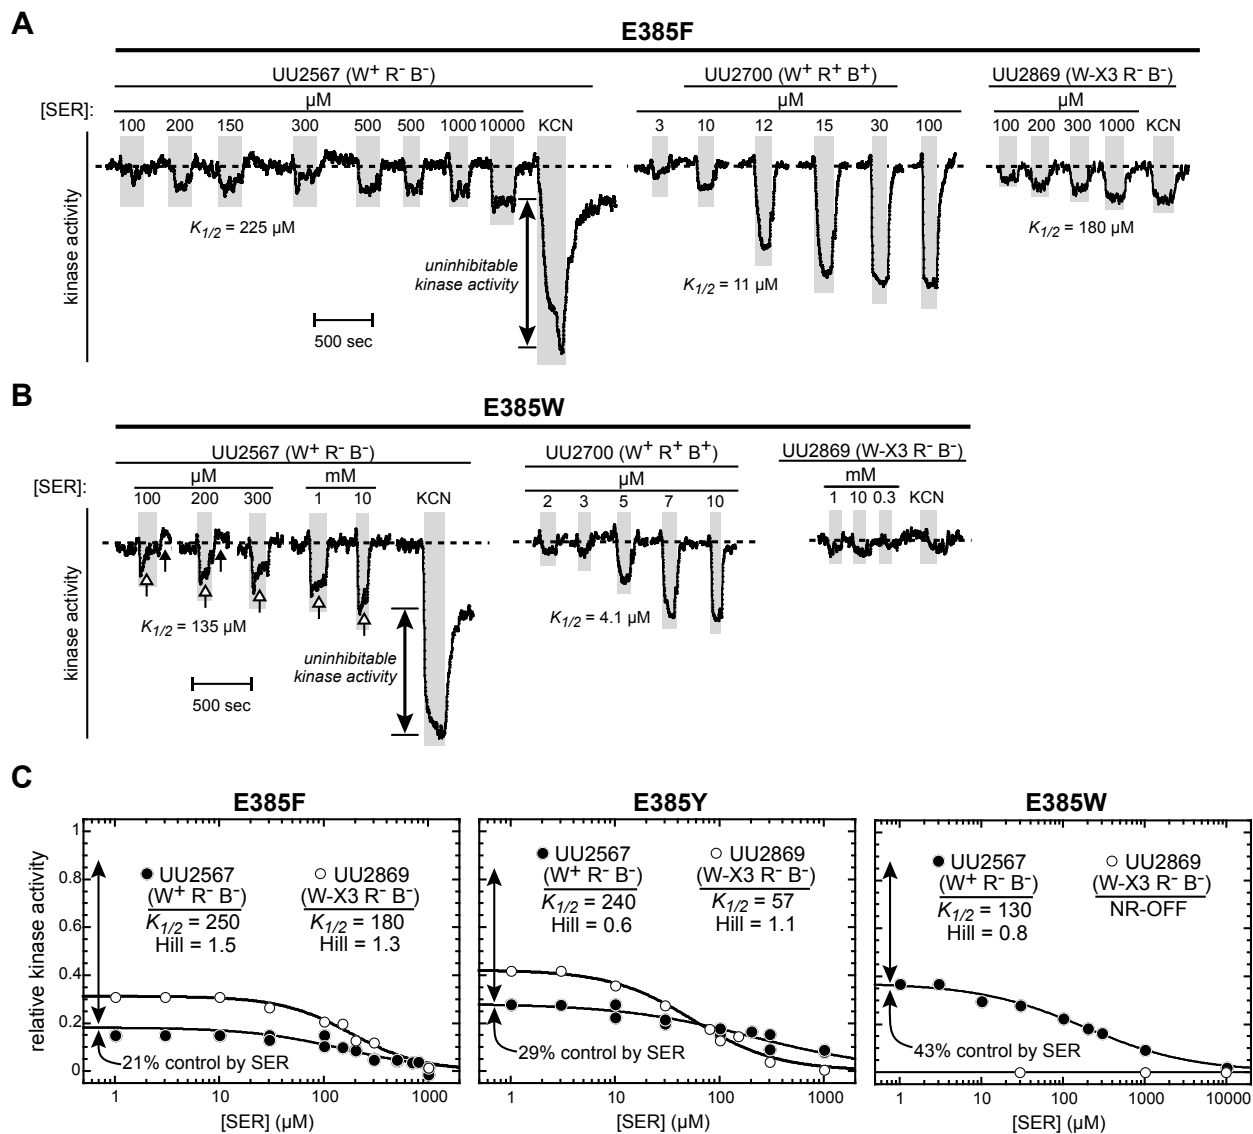 A
E385F
UU2567 (W+ R- B-)
UU2700 (W+ R+ B+)
UU2869 (W-X3 R- B-)
[SER]:
µM
µM
µM
100 200 150 300 500 500 1000 10000 KCN
3 10 12 15 30 100
100 200 300 1000 KCN
kinase activity
K1/2 = 225 µM
uninhibitable
kinase activity
K1/2 = 11 µM
K1/2 = 180 µM
500 sec
B
E385W
UU2567 (W+ R- B-)
UU2700 (W+ R+ B+)
UU2869 (W-X3 R- B-)
[SER]:
µM mM
µM
mM
100 200 300 1 10 KCN
2 3 5 7 10
1 10 0.3 KCN
kinase activity
K1/2 = 135 µM
uninhibitable
kinase activity
K1/2 = 4.1 µM
500 sec
C
E385F
E385Y
E385W
relative kinase activity
1
0.8
0.6
0.4
0.2
0
UU2567
(W+ R- B-)
K1/2 = 250
Hill = 1.5
UU2869
(W-X3 R- B-)
K1/2 = 180
Hill = 1.3
21% control by SER
1 10 100 1000
[SER] (µM)
UU2567
(W+ R- B-)
K1/2 = 240
Hill = 0.6
UU2869
(W-X3 R- B-)
K1/2 = 57
Hill = 1.1
29% control by SER
1 10 100 1000
[SER] (µM)
UU2567
(W+ R- B-)
K1/2 = 130
Hill = 0.8
UU2869
(W-X3 R- B-)
NR-OFF
43% control by SER
1 10 100 1000 10000
[SER] (µM)